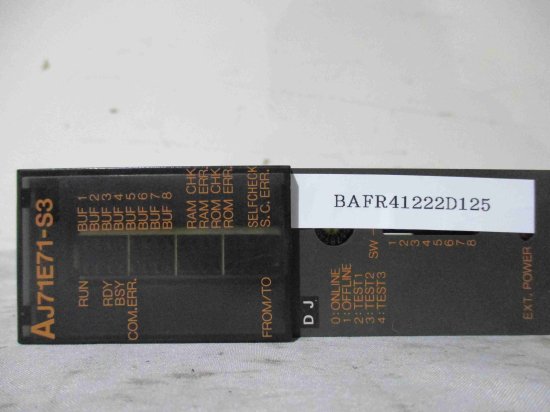 AJ71E71-S3
RUN
RDY
BSY
COM.ERR.
FROM/TO
BUF 1
BUF 2
BUF 3
BUF 4
BUF 5
BUF 6
BUF 7
BUF 8
RAM CHK.
RAM ERR.
ROM CHK.
ROM ERR.
SELFCHECK
S.C. ERR.
BAFR41222D125
D J
0:ONLINE
1:OFFLINE
2:TEST1
3:TEST2
4:TEST3
SW
1
2
3
4
5
6
7
8
EXT. POWER